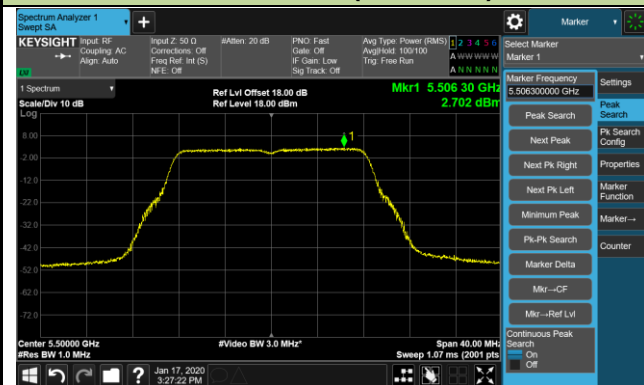 Spectrum Analyzer 1
Swept SA
+
Marker
KEYSIGHT
Input: RF
Coupling: AC
Align: Auto
Input Z: 50 Ω
Corrections: Off
Freq Ref: Int (S)
NFE: Off
#Atten: 20 dB
PNO: Fast
Gate: Off
IF Gain: Low
Sig Track: Off
Avg Type: Power (RMS)
Avg|Hold: 100/100
Trig: Free Run
1 2 3 4 5 6
A W W W W W
A N N N N N
LV
Select Marker
Marker 1
1 Spectrum
Scale/Div 10 dB
Log
Ref Lvl Offset 18.00 dB
Ref Level 18.00 dBm
Mkr1 5.506 30 GHz
2.702 dBm
8.00
-2.00
-12.0
-22.0
-32.0
-42.0
-52.0
-62.0
-72.0
1
Center 5.50000 GHz
#Res BW 1.0 MHz
#Video BW 3.0 MHz*
Span 40.00 MHz
Sweep 1.07 ms (2001 pts)
Marker Frequency
5.506300000 GHz
Peak Search
Next Peak
Next Pk Right
Next Pk Left
Minimum Peak
Pk-Pk Search
Marker Delta
Mkr→CF
Mkr→Ref Lvl
Continuous Peak
Search
On
Off
Settings
Peak
Search
Pk Search
Config
Properties
Marker
Function
Marker→
Counter
?
Jan 17, 2020
3:27:22 PM